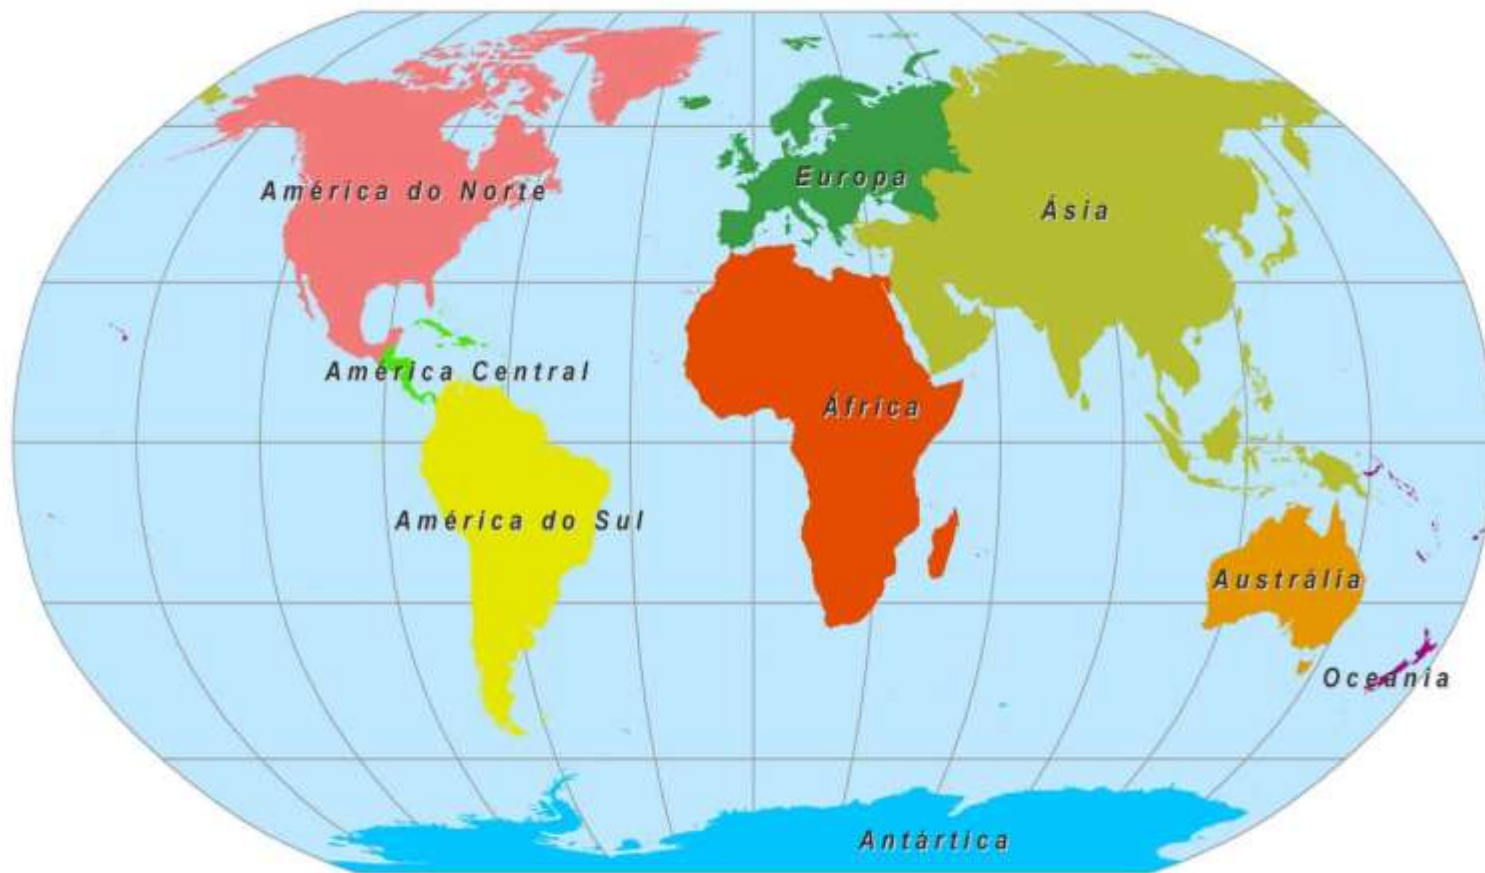 Europa
América do Norte
Ásia
América Central
África
América do Sul
Austrália
Oceania
Antártica